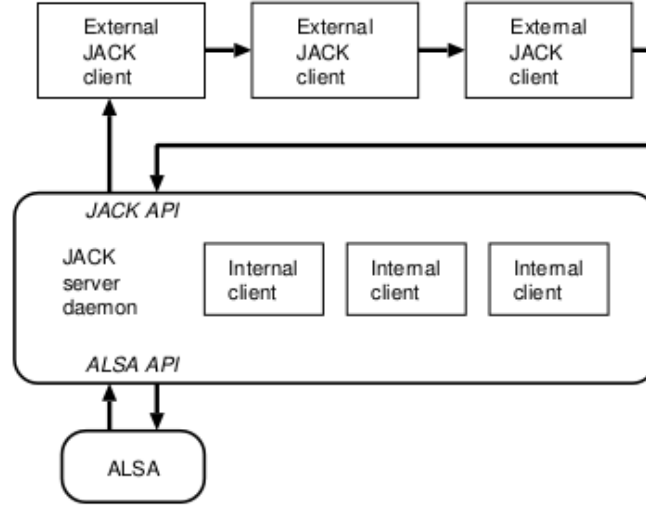 External
JACK
client
External
JACK
client
External
JACK
client
JACK API
JACK
server
daemon
Internal
client
Internal
client
Internal
client
ALSA API
ALSA